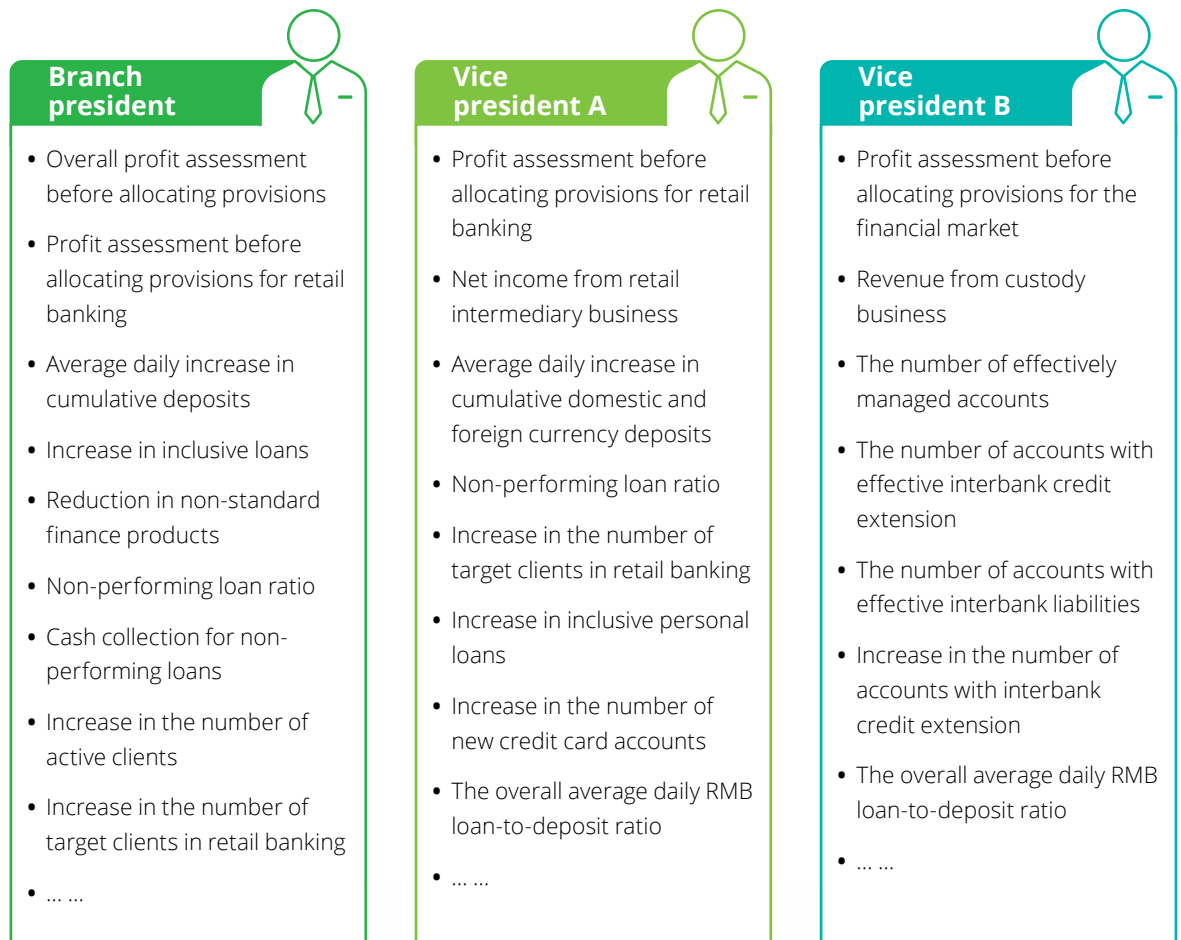 Branch
president
• Overall profit assessment
before allocating provisions
• Profit assessment before
allocating provisions for retail
banking
• Average daily increase in
cumulative deposits
• Increase in inclusive loans
• Reduction in non-standard
finance products
• Non-performing loan ratio
• Cash collection for non-
performing loans
• Increase in the number of
active clients
• Increase in the number of
target clients in retail banking
• ... ...
Vice
president A
• Profit assessment before
allocating provisions for retail
banking
• Net income from retail
intermediary business
• Average daily increase in
cumulative domestic and
foreign currency deposits
• Non-performing loan ratio
• Increase in the number of
target clients in retail banking
• Increase in inclusive personal
loans
• Increase in the number of
new credit card accounts
• The overall average daily RMB
loan-to-deposit ratio
• ... ...
Vice
president B
• Profit assessment before
allocating provisions for the
financial market
• Revenue from custody
business
• The number of effectively
managed accounts
• The number of accounts with
effective interbank credit
extension
• The number of accounts with
effective interbank liabilities
• Increase in the number of
accounts with interbank
credit extension
• The overall average daily RMB
loan-to-deposit ratio
• ... ...